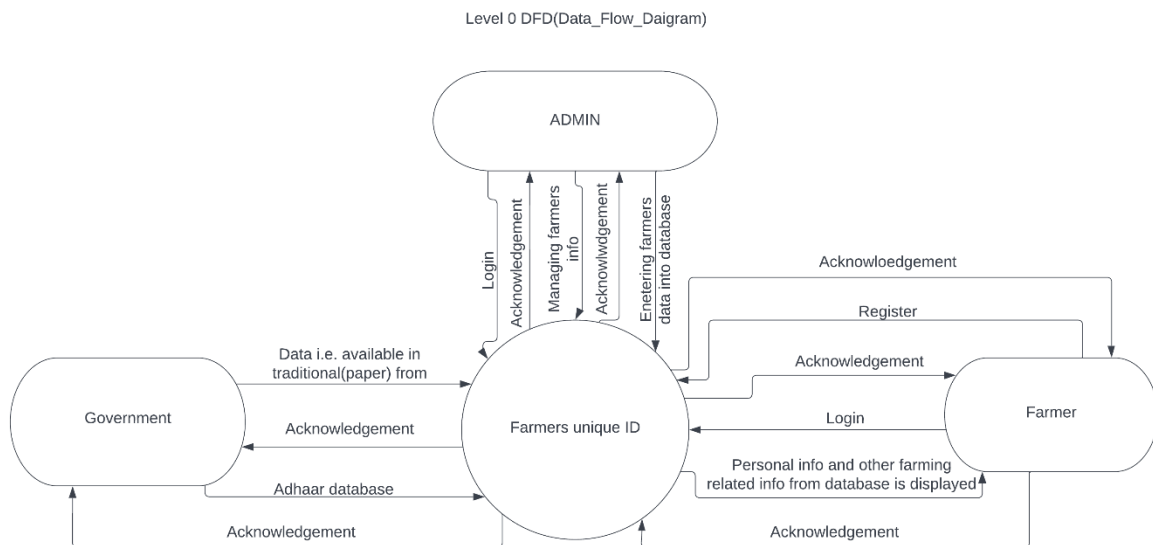 Level 0 DFD(Data_Flow_Daigram)
ADMIN
Login
Acknowledgement
Managing farmers
info
Acknowlwdgement
Enetering farmers
data into database
Acknowloedgement
Register
Acknowledgement
Login
Personal info and other farming
related info from database is displayed
Acknowledgement
Farmer
Farmers unique ID
Data i.e. available in
traditional(paper) from
Government
Acknowledgement
Adhaar database
Acknowledgement